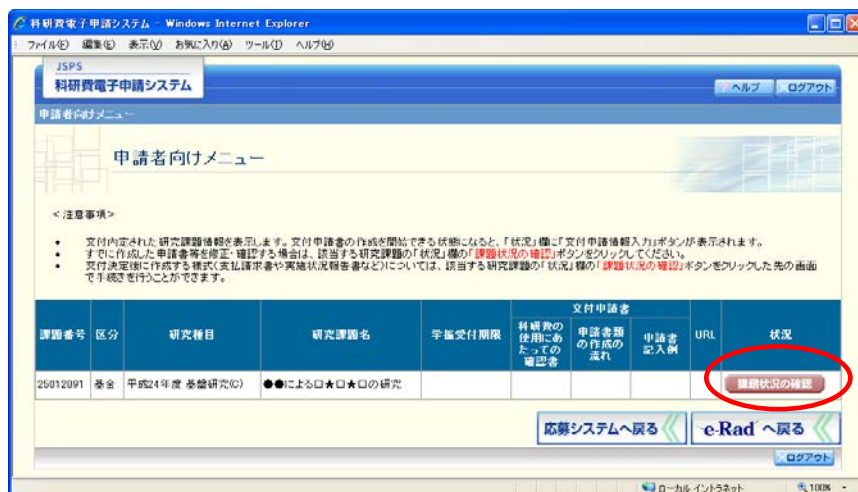 科研費電子申請システム - Windows Internet Explorer
ファイル(F) 編集(E) 表示(V) お気に入り(A) ツール(T) ヘルプ(H)
JSPS
科研費電子申請システム
ヘルプ ログアウト
申請者向けメニュー
申請者向けメニュー
<注意事項>
• 交付内定された研究課題情報を表示します。交付申請書の作成を開始できる状態になると、「状況」欄に「交付申請情報入力」ボタンが表示されます。
• すでに作成した申請書等を修正・確認する場合は、該当する研究課題の「状況」欄の「課題状況の確認」ボタンをクリックしてください。
• 交付決定後に作成する様式(支払請求書や実施状況報告書など)については、該当する研究課題の「状況」欄の「課題状況の確認」ボタンをクリックした先の画面
で手続きを行うことができます。
交付申請書
課題番号 区分 研究種目 研究課題名 学振受付期限 科研費の使用にあたっての確認書 申請書類の作成の流れ 申請書記入例 URL 状況
25012091 基金 平成24年度 基盤研究(C) ●●による□★□★□の研究 課題状況の確認
応募システムへ戻る e-Rad へ戻る
ログアウト
ローカル イントラネット 100%